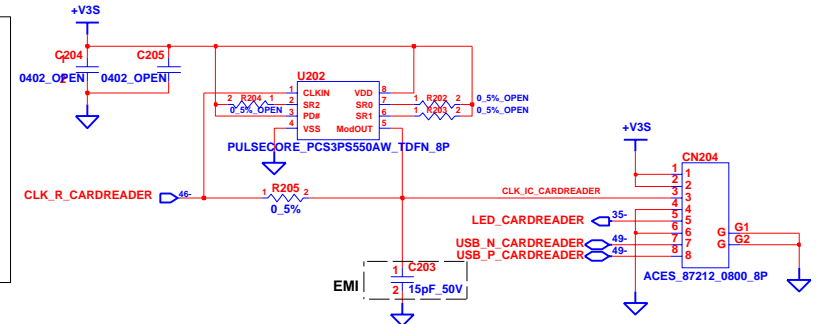 +V3S
C204
1
2
0402_OPEN
C205
0402_OPEN
U202
1 CLKIN VDD 8
2 SR2 SR0 7
3 PD# SR1 6
4 VSS ModOUT 5
PULSECORE_PCS3PS550AW_TDFN_8P
2 R204 1
0_5%_OPEN
1 R202 2
0_5%_OPEN
1 R203 2
0_5%_OPEN
CLK_R_CARDREADER
46-
1 R205 2
0_5%
CLK_IC_CARDREADER
EMI
1 C203
2 15pF_50V
+V3S
CN204
1 1
2 2
3 3
4 4
5 5
6 6
7 7
8 8
G G1
G G2
LED_CARDREADER
35-
USB_N_CARDREADER
49-
USB_P_CARDREADER
49-
ACES_87212_0800_8P